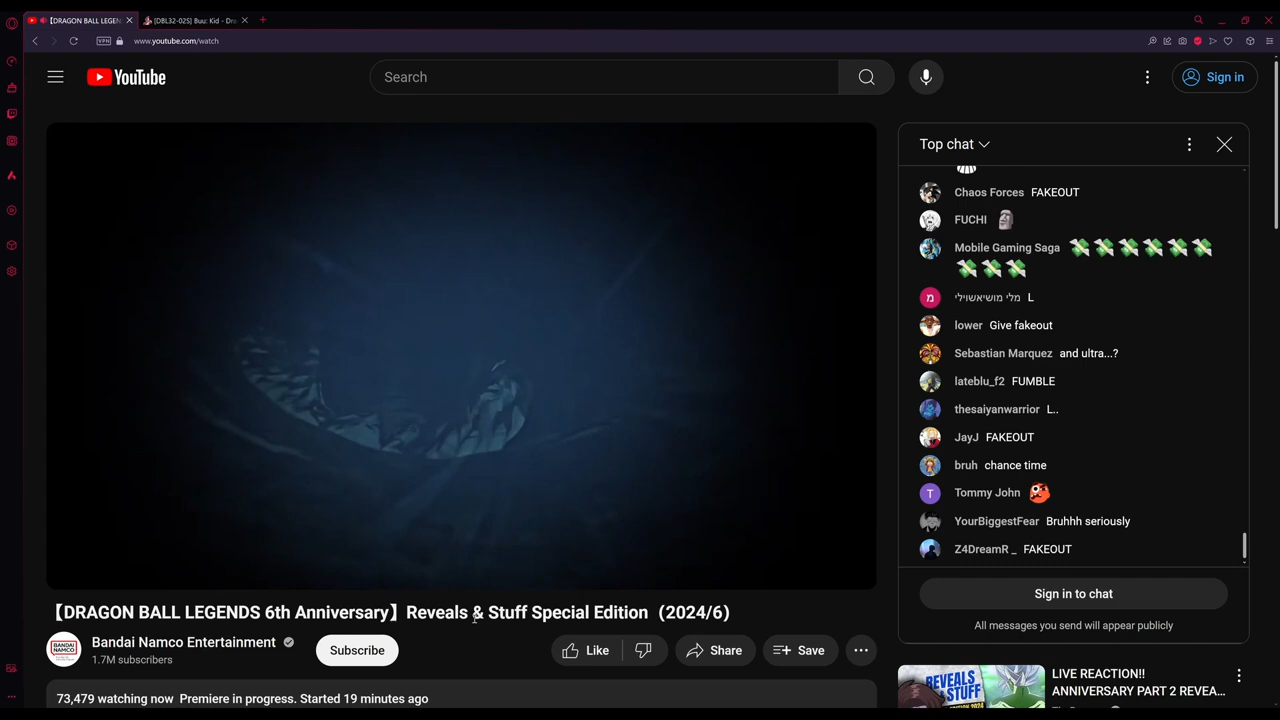 【DRAGON BALL LEGEN
[DBL32-02S] Buu: Kid - Dra
VPN
www.youtube.com/watch
YouTube
Search
Sign in
Top chat
Chaos Forces FAKEOUT
FUCHI
Mobile Gaming Saga 💸💸💸💸💸💸
💸💸💸
מ
מלי מושיאשוילי L
lower Give fakeout
Sebastian Marquez and ultra...?
lateblu_f2 FUMBLE
thesaiyanwarrior L..
JayJ FAKEOUT
bruh chance time
T
Tommy John
YourBiggestFear Bruhhh seriously
Z4DreamR _ FAKEOUT
Sign in to chat
All messages you send will appear publicly
【DRAGON BALL LEGENDS 6th Anniversary】Reveals & Stuff Special Edition（2024/6）
BANDAI
NAMCO
Bandai Namco Entertainment
1.7M subscribers
Subscribe
Like
Share
Save
73,479 watching now Premiere in progress. Started 19 minutes ago
REVEALS
&STUFF
LIVE REACTION!!
ANNIVERSARY PART 2 REVEA...